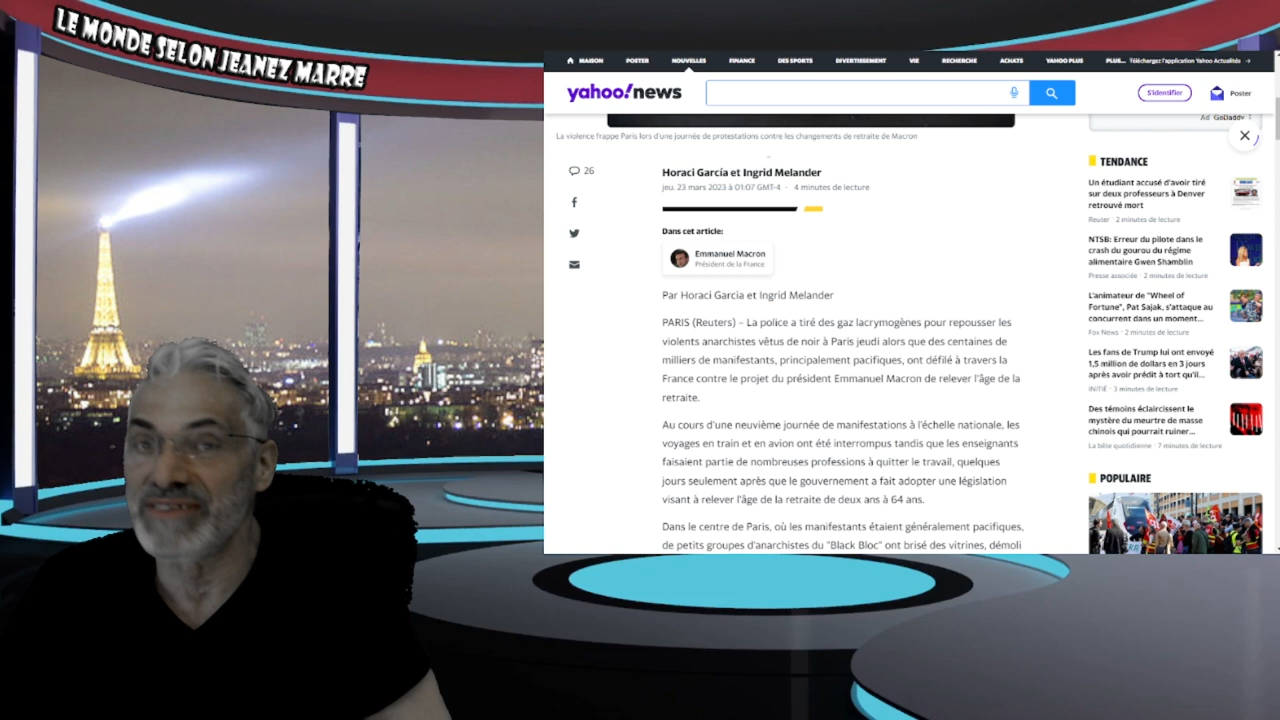 LE MONDE SELON JEANEZ MARRE
MAISON POSTER NOUVELLES FINANCE DES SPORTS DIVERTISSEMENT VIE RECHERCHE ACHATS YAHOO PLUS PLUS... Téléchargez l'application Yahoo Actualités →
yahoo!news
S'identifier
Poster
Ad GoDaddy
La violence frappe Paris lors d'une journée de protestations contre les changements de retraite de Macron
26
Horaci García et Ingrid Melander
jeu. 23 mars 2023 à 01:07 GMT-4 · 4 minutes de lecture
Dans cet article:
Emmanuel Macron
Président de la France
Par Horaci Garcia et Ingrid Melander
PARIS (Reuters) – La police a tiré des gaz lacrymogènes pour repousser les
violents anarchistes vêtus de noir à Paris jeudi alors que des centaines de
milliers de manifestants, principalement pacifiques, ont défilé à travers la
France contre le projet du président Emmanuel Macron de relever l'âge de la
retraite.
Au cours d'une neuvième journée de manifestations à l'échelle nationale, les
voyages en train et en avion ont été interrompus tandis que les enseignants
faisaient partie de nombreuses professions à quitter le travail, quelques
jours seulement après que le gouvernement a fait adopter une législation
visant à relever l'âge de la retraite de deux ans à 64 ans.
Dans le centre de Paris, où les manifestants étaient généralement pacifiques,
de petits groupes d'anarchistes du "Black Bloc" ont brisé des vitrines, démoli
TENDANCE
Un étudiant accusé d'avoir tiré
sur deux professeurs à Denver
retrouvé mort
Reuter · 2 minutes de lecture
NTSB: Erreur du pilote dans le
crash du gourou du régime
alimentaire Gwen Shamblin
Presse associée · 2 minutes de lecture
L'animateur de "Wheel of
Fortune", Pat Sajak, s'attaque au
concurrent dans un moment...
Fox News · 2 minutes de lecture
Les fans de Trump lui ont envoyé
1,5 million de dollars en 3 jours
après avoir prédit à tort qu'il...
INITIÉ · 3 minutes de lecture
Des témoins éclaircissent le
mystère du meurtre de masse
chinois qui pourrait ruiner...
La bête quotidienne · 7 minutes de lecture
POPULAIRE